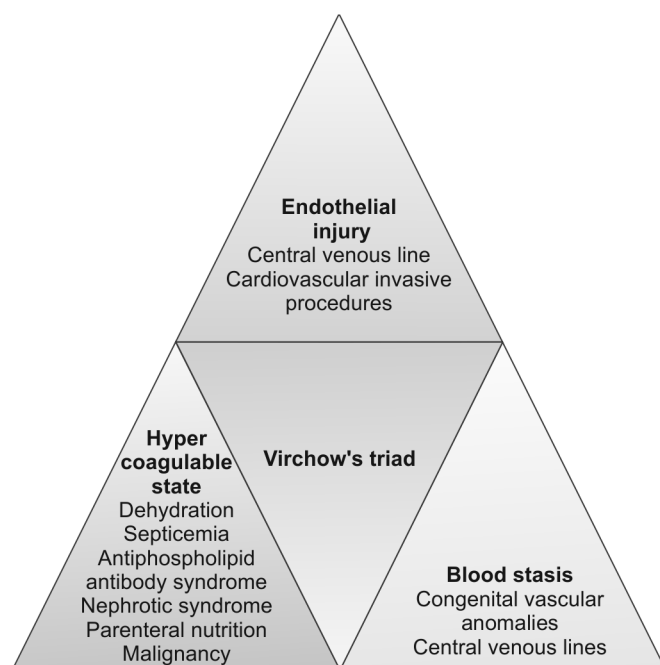 Endothelial
injury
Central venous line
Cardiovascular invasive
procedures
Hyper
coagulable
state
Dehydration
Septicemia
Antiphospholipid
antibody syndrome
Nephrotic syndrome
Parenteral nutrition
Malignancy
Virchow's triad
Blood stasis
Congenital vascular
anomalies
Central venous lines